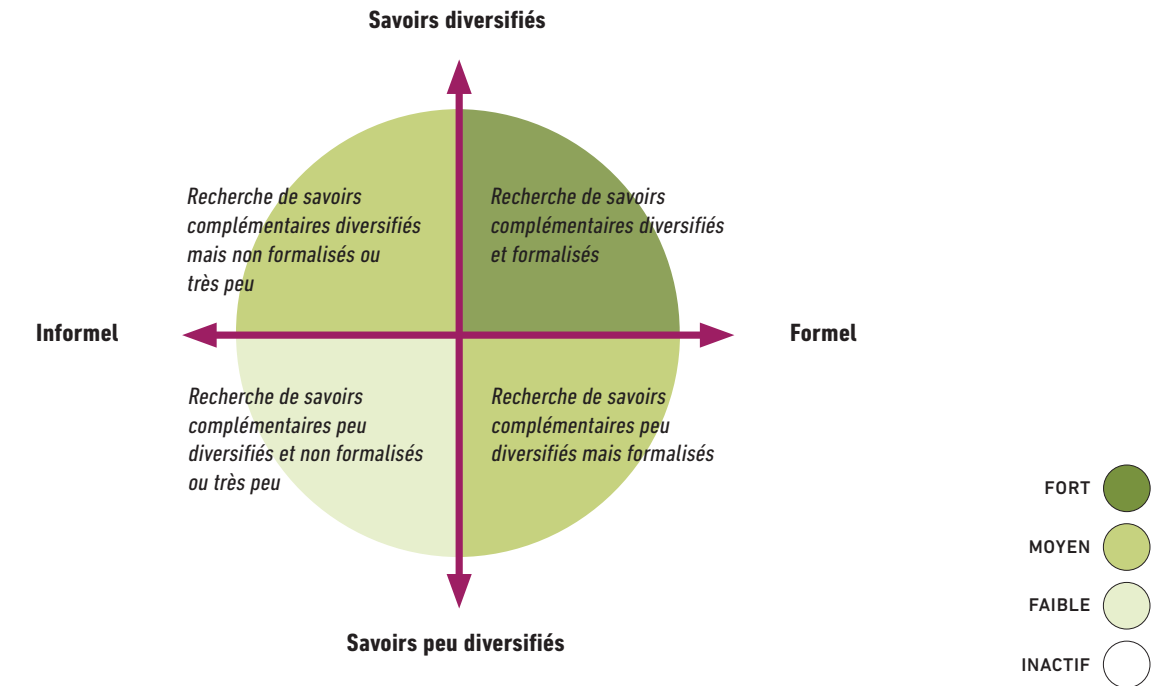 Savoirs diversifiés
Recherche de savoirs
complémentaires diversifiés
mais non formalisés ou
très peu
Recherche de savoirs
complémentaires diversifiés
et formalisés
Informel
Formel
Recherche de savoirs
complémentaires peu
diversifiés et non formalisés
ou très peu
Recherche de savoirs
complémentaires peu
diversifiés mais formalisés
Savoirs peu diversifiés
FORT
MOYEN
FAIBLE
INACTIF